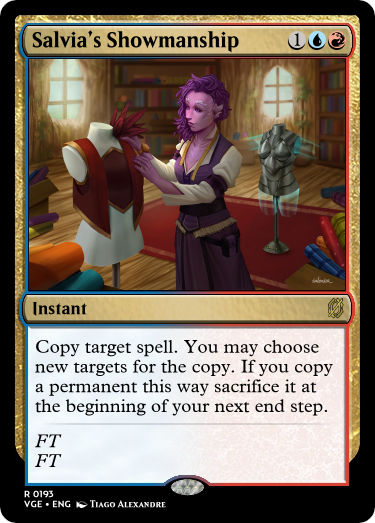 Salvia's Showmanship 1
Instant
Copy target spell. You may choose
new targets for the copy. If you copy
a permanent this way sacrifice it at
the beginning of your next end step.
FT
FT
R 0193
VGE • ENG Tiago Alexandre